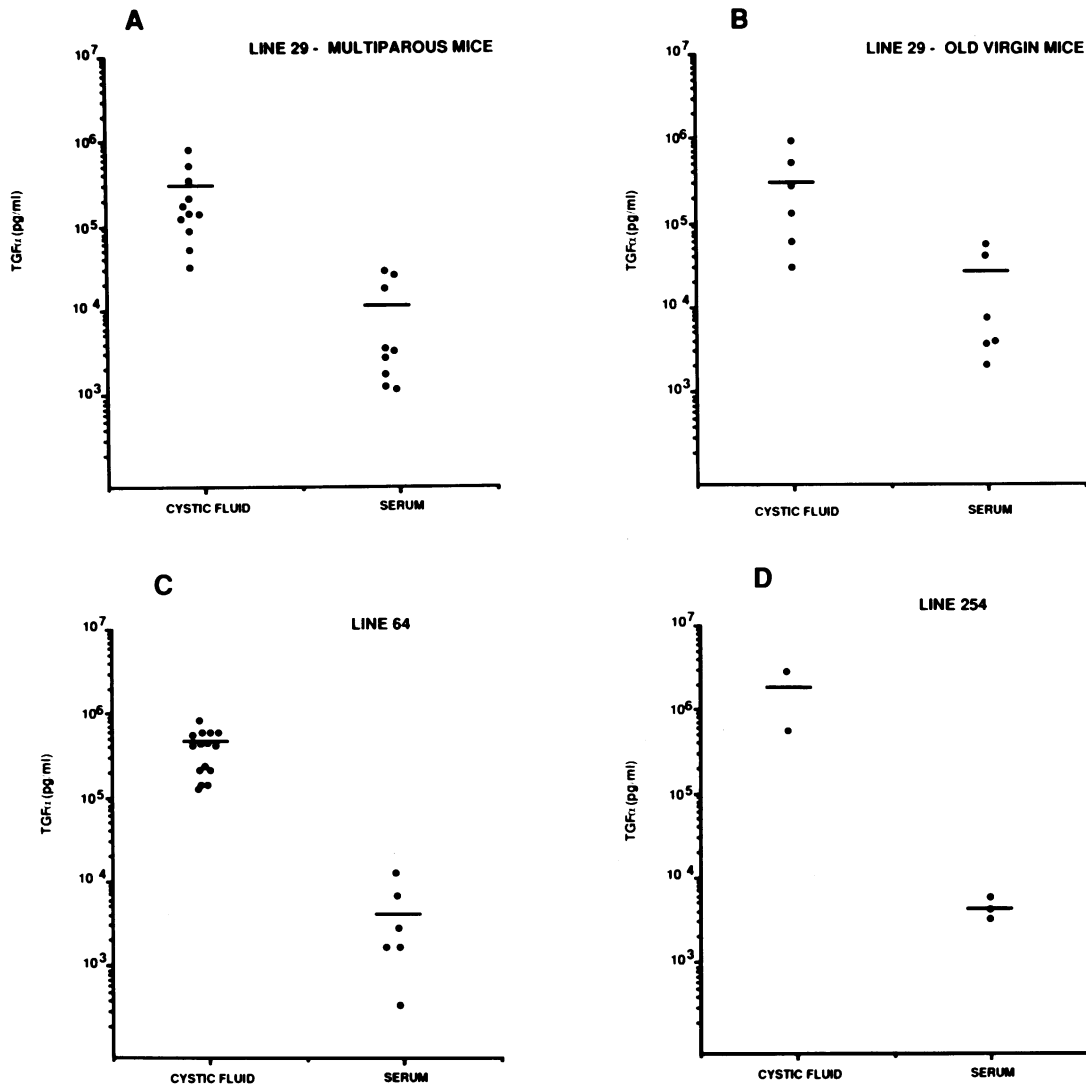 A
LINE 29 - MULTIPAROUS MICE
10⁷
10⁶
10⁵
10⁴
10³
TGFα (pg/ml)
CYSTIC FLUID
SERUM
B
LINE 29 - OLD VIRGIN MICE
10⁷
10⁶
10⁵
10⁴
10³
TGFα (pg/ml)
CYSTIC FLUID
SERUM
C
LINE 64
10⁷
10⁶
10⁵
10⁴
10³
TGFα (pg/ml)
CYSTIC FLUID
SERUM
D
LINE 254
10⁷
10⁶
10⁵
10⁴
10³
TGFα (pg/ml)
CYSTIC FLUID
SERUM